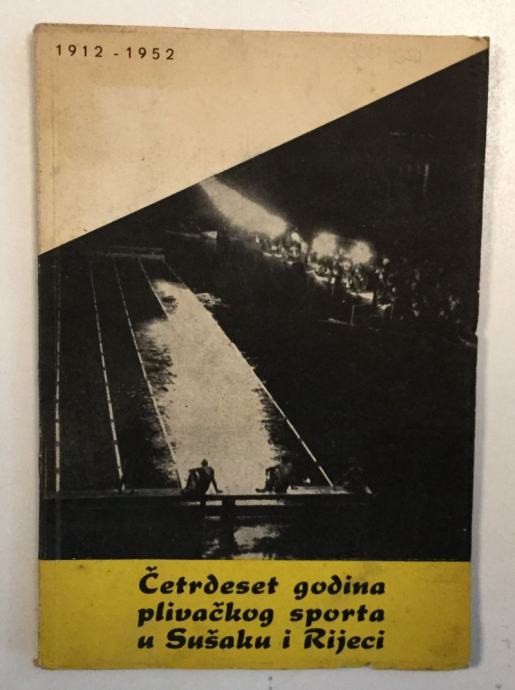 1912 - 1952
Četrdeset godina
plivačkog sporta
u Sušaku i Rijeci